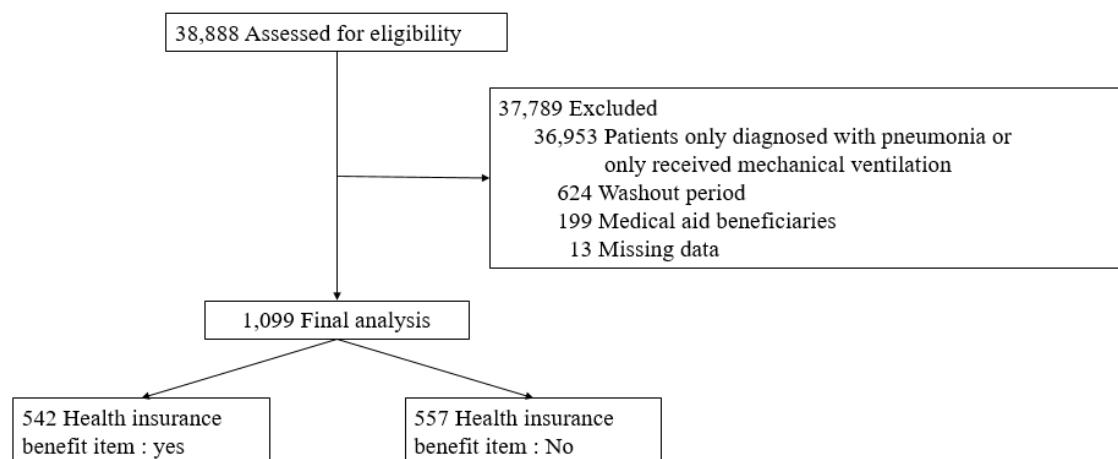 38,888 Assessed for eligibility
37,789 Excluded
36,953 Patients only diagnosed with pneumonia or
only received mechanical ventilation
624 Washout period
199 Medical aid beneficiaries
13 Missing data
1,099 Final analysis
542 Health insurance
benefit item : yes
557 Health insurance
benefit item : No